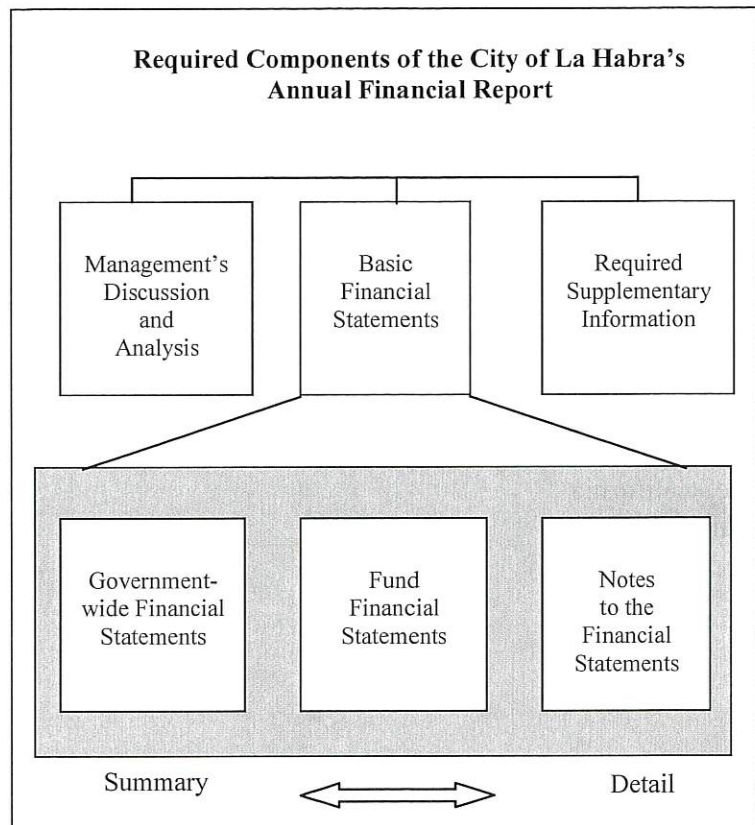 Required Components of the City of La Habra's
Annual Financial Report
Management's
Discussion
and
Analysis
Basic
Financial
Statements
Required
Supplementary
Information
Government-
wide Financial
Statements
Fund
Financial
Statements
Notes
to the
Financial
Statements
Summary
Detail